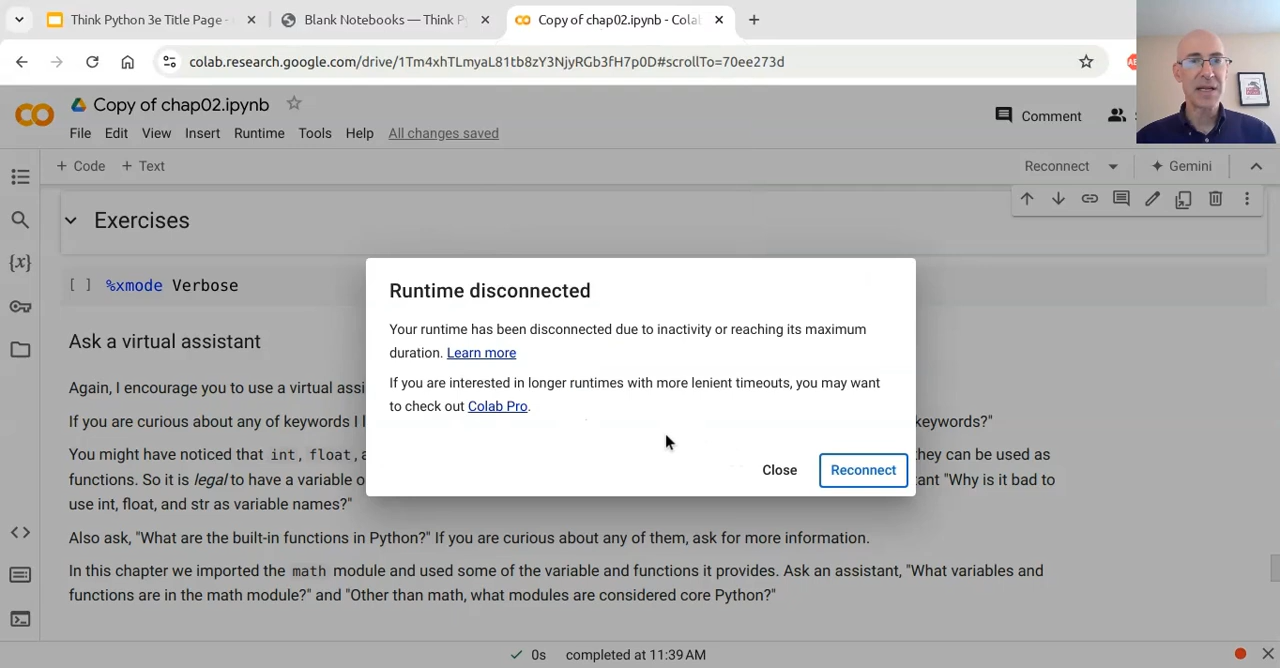 Think Python 3e Title Page -
Blank Notebooks — Think P
Copy of chap02.ipynb - Cola
colab.research.google.com/drive/1Tm4xhTLmyaL81tb8zY3NjyRGb3fH7p0D#scrollTo=70ee273d
CO
Copy of chap02.ipynb
File Edit View Insert Runtime Tools Help All changes saved
Comment
+ Code + Text
Reconnect
Gemini
Exercises
{x}
[ ] %xmode Verbose
Runtime disconnected
Your runtime has been disconnected due to inactivity or reaching its maximum
duration. Learn more
If you are interested in longer runtimes with more lenient timeouts, you may want
to check out Colab Pro.
Close
Reconnect
Ask a virtual assistant
Again, I encourage you to use a virtual assi
If you are curious about any of keywords I l keywords?"
You might have noticed that int, float, a they can be used as
functions. So it is legal to have a variable o tant "Why is it bad to
use int, float, and str as variable names?"
Also ask, "What are the built-in functions in Python?" If you are curious about any of them, ask for more information.
In this chapter we imported the math module and used some of the variable and functions it provides. Ask an assistant, "What variables and
functions are in the math module?" and "Other than math, what modules are considered core Python?"
0s completed at 11:39 AM